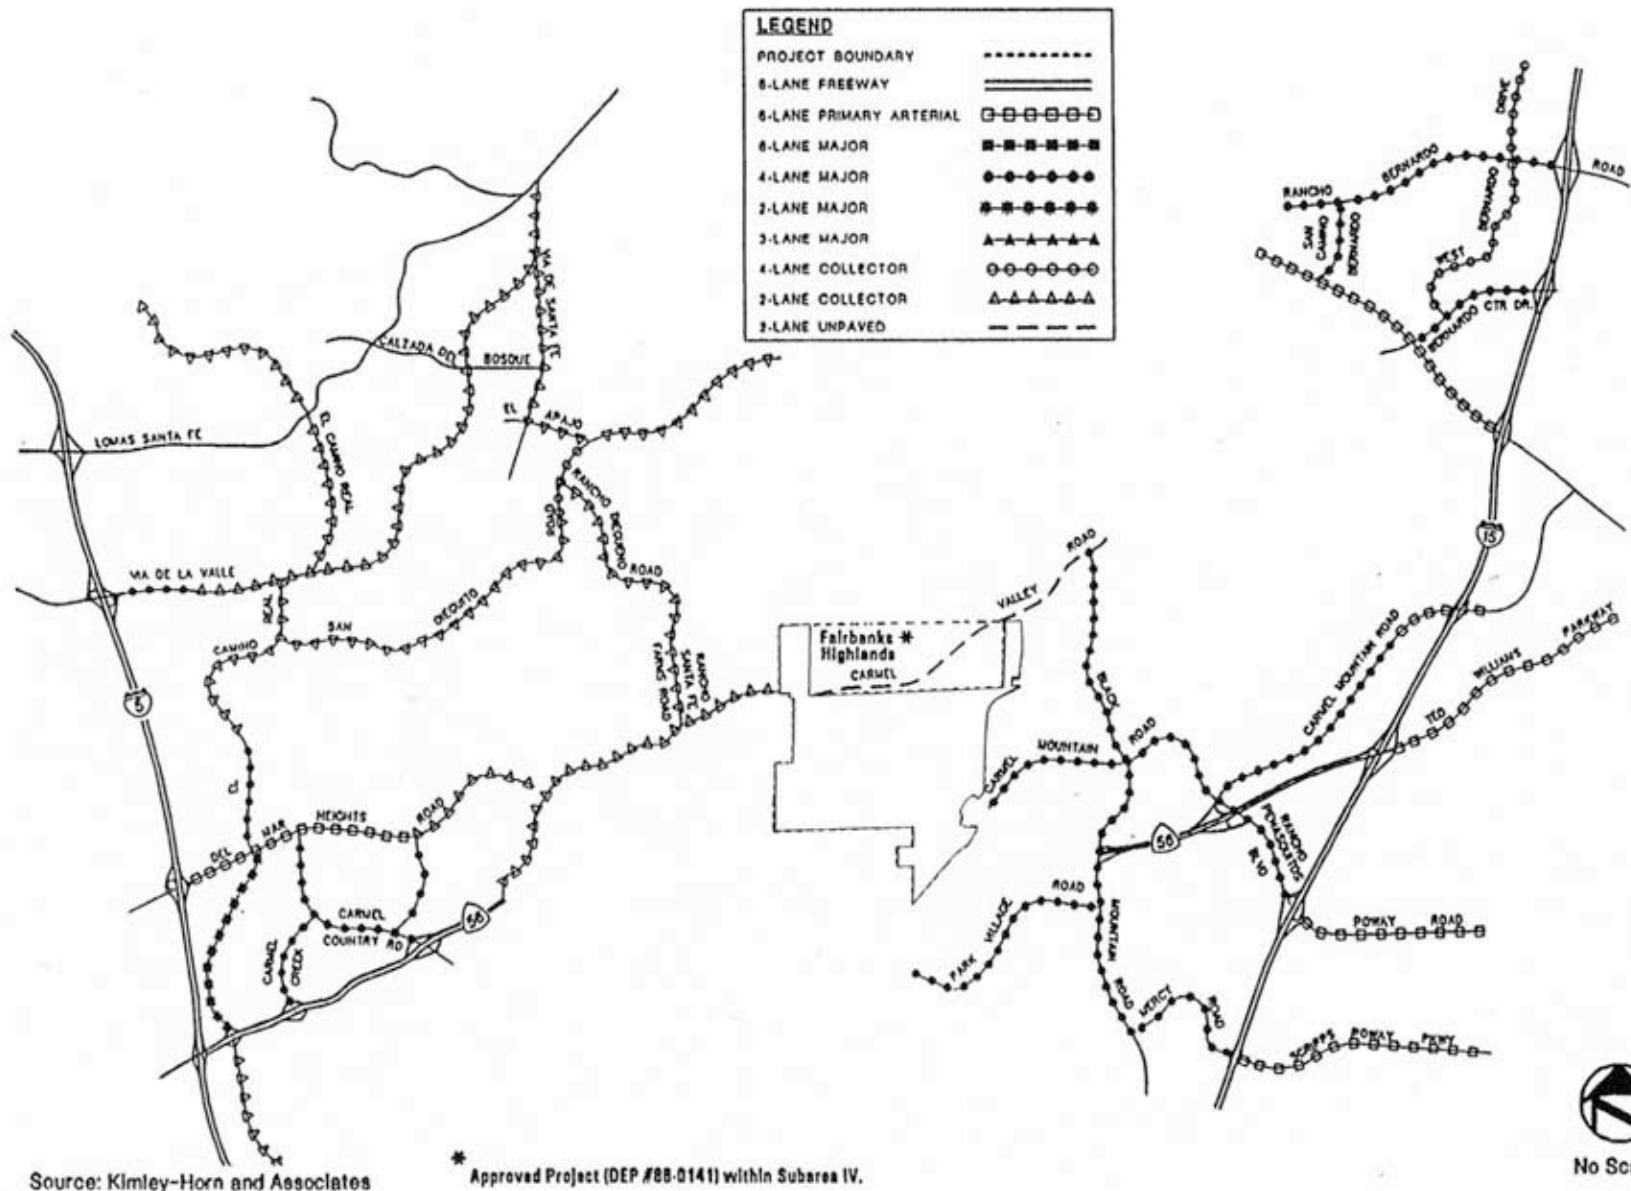 LEGEND
PROJECT BOUNDARY
8-LANE FREEWAY
6-LANE PRIMARY ARTERIAL
6-LANE MAJOR
4-LANE MAJOR
2-LANE MAJOR
3-LANE MAJOR
4-LANE COLLECTOR
2-LANE COLLECTOR
2-LANE UNPAVED
DRIVE
BERNARDO
ROAD
RANCHO
BERNARDO
SAN
CAMINO
BERNARDO
WEST
BERNARDO CTR DR.
VIA DE SANTA FE
CALZADA DEL BOSQUE
EL APAJO
LOMAS SANTA FE
EL CAMINO REAL
RANCHO DIEGUENO ROAD
VIA DE LA VALLE
REAL
SAN DIEGUITO
CAMINO
RANCHO
SANTA FE
FARMS ROAD
5
15
ROAD
VALLEY
Fairbanks *
Highlands
CARMEL
BLACK
CARMEL MOUNTAIN ROAD
TED WILLIAMS PARKWAY
CARMEL MOUNTAIN ROAD
RANCHO
PENASQUITOS
BLVD
56
DEL MAR HEIGHTS ROAD
CARMEL
COUNTRY RD
CARMEL
CREEK
56
PARK VILLAGE ROAD
MOUNTAIN
ROAD
POWAY ROAD
MERCY ROAD
SCRIPPS POWAY PKWY
Source: Kimley-Horn and Associates
* Approved Project (DEP #88-0141) within Subarea IV.
No Sc